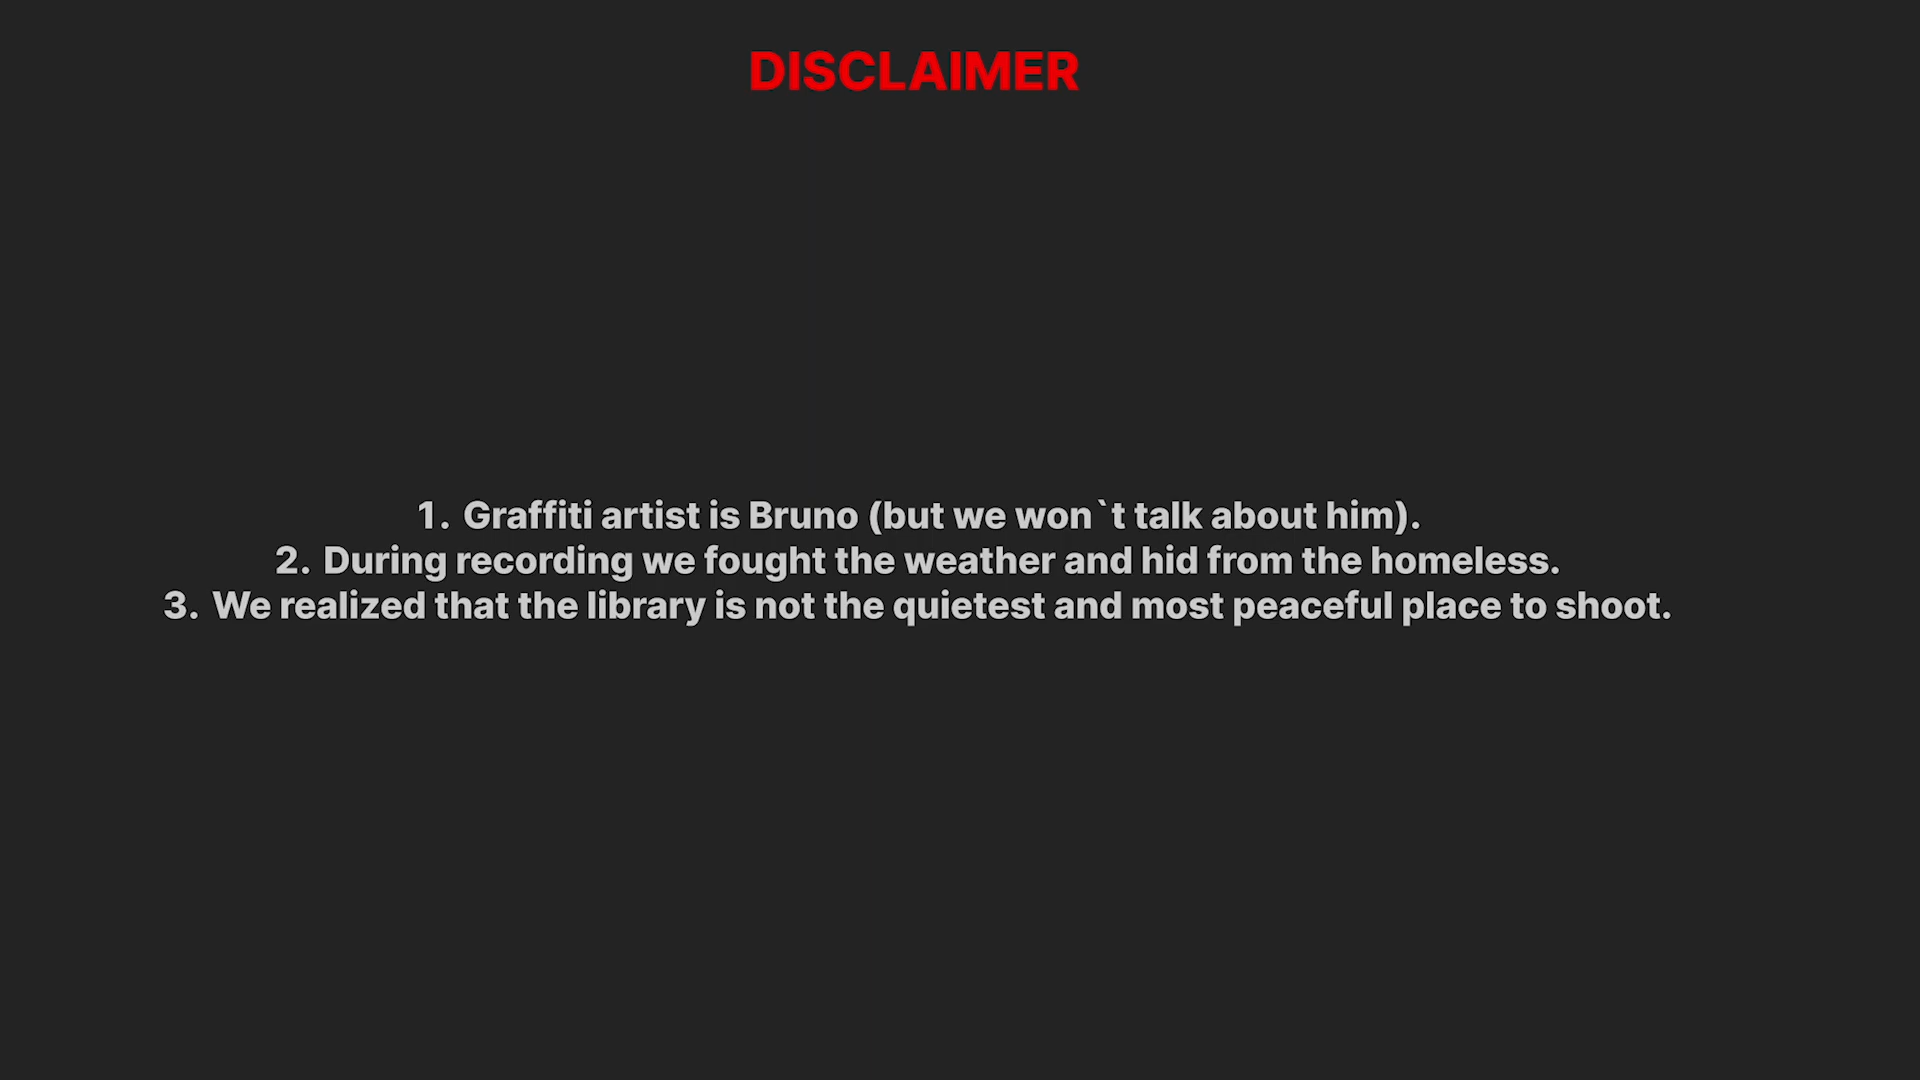 DISCLAIMER
1. Graffiti artist is Bruno (but we won`t talk about him).
2. During recording we fought the weather and hid from the homeless.
3. We realized that the library is not the quietest and most peaceful place to shoot.